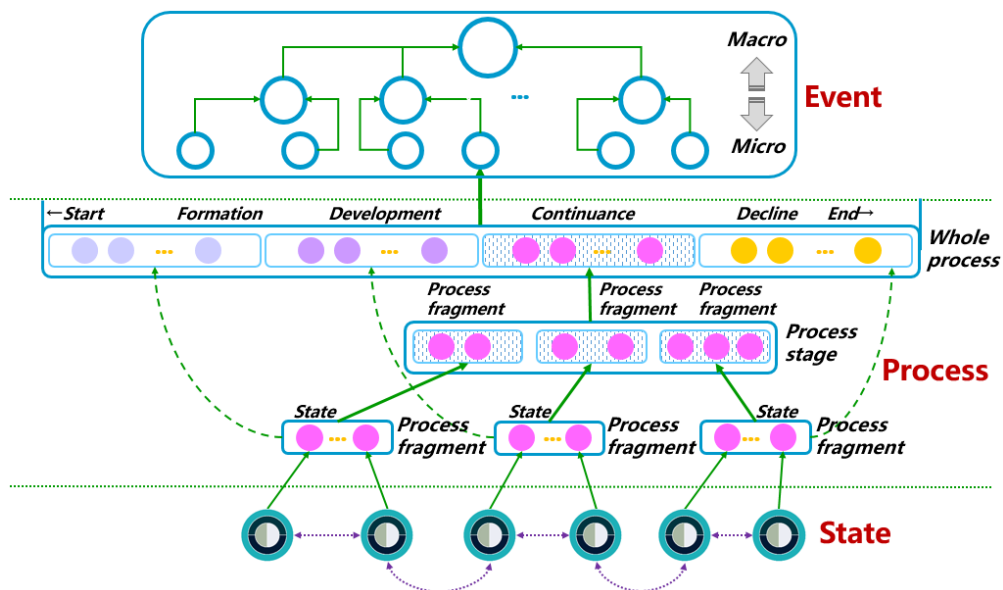 Macro
Event
...
Micro
←Start Formation Development Continuance Decline End→
... ... ... ...
Whole
process
Process
fragment
Process
fragment
Process
fragment
Process
stage
Process
State
State
State
...
Process
fragment
...
Process
fragment
...
Process
fragment
State